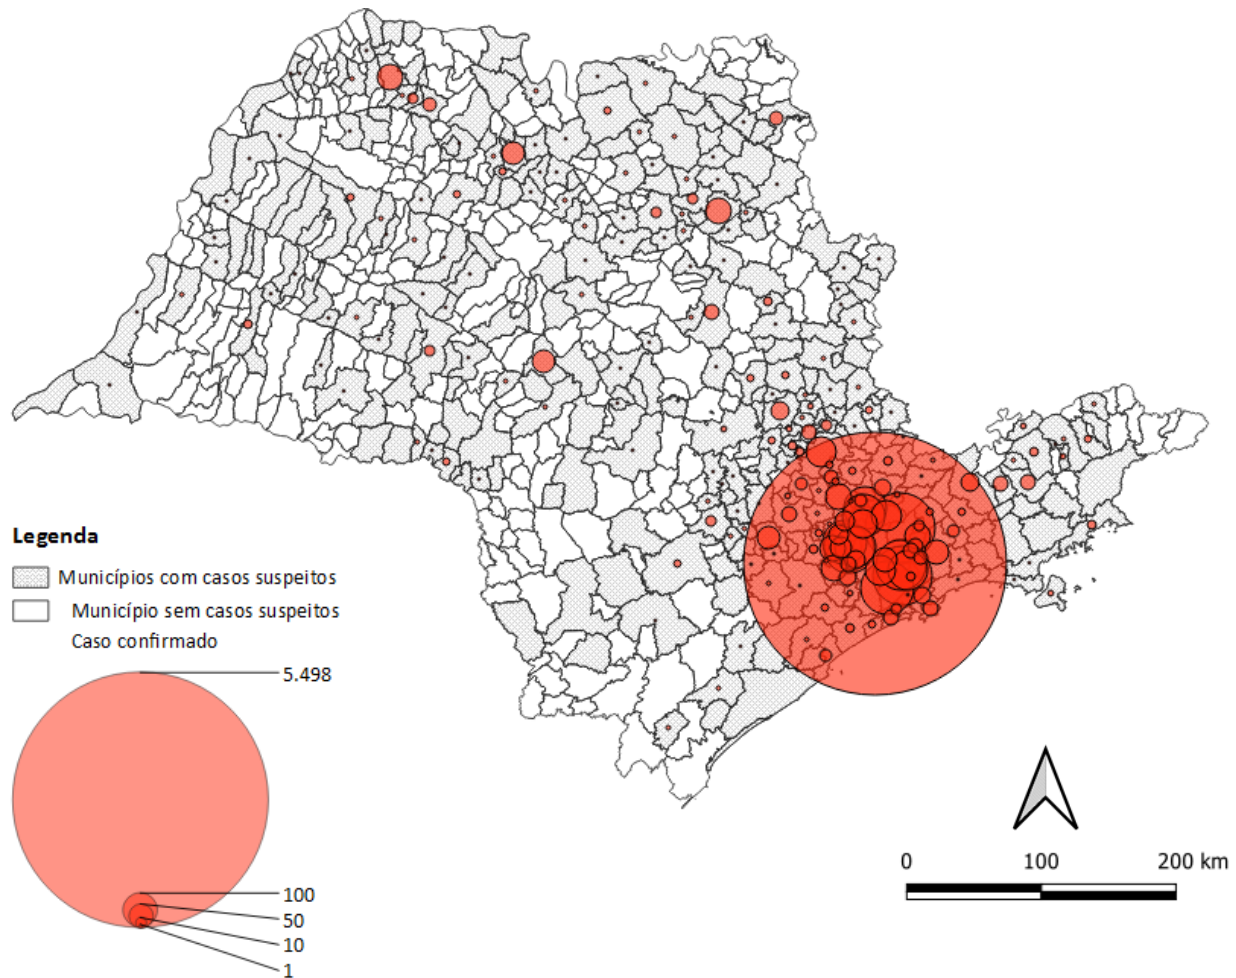 Legenda
Municípios com casos suspeitos
Município sem casos suspeitos
Caso confirmado
5.498
100
50
10
1
0 100 200 km